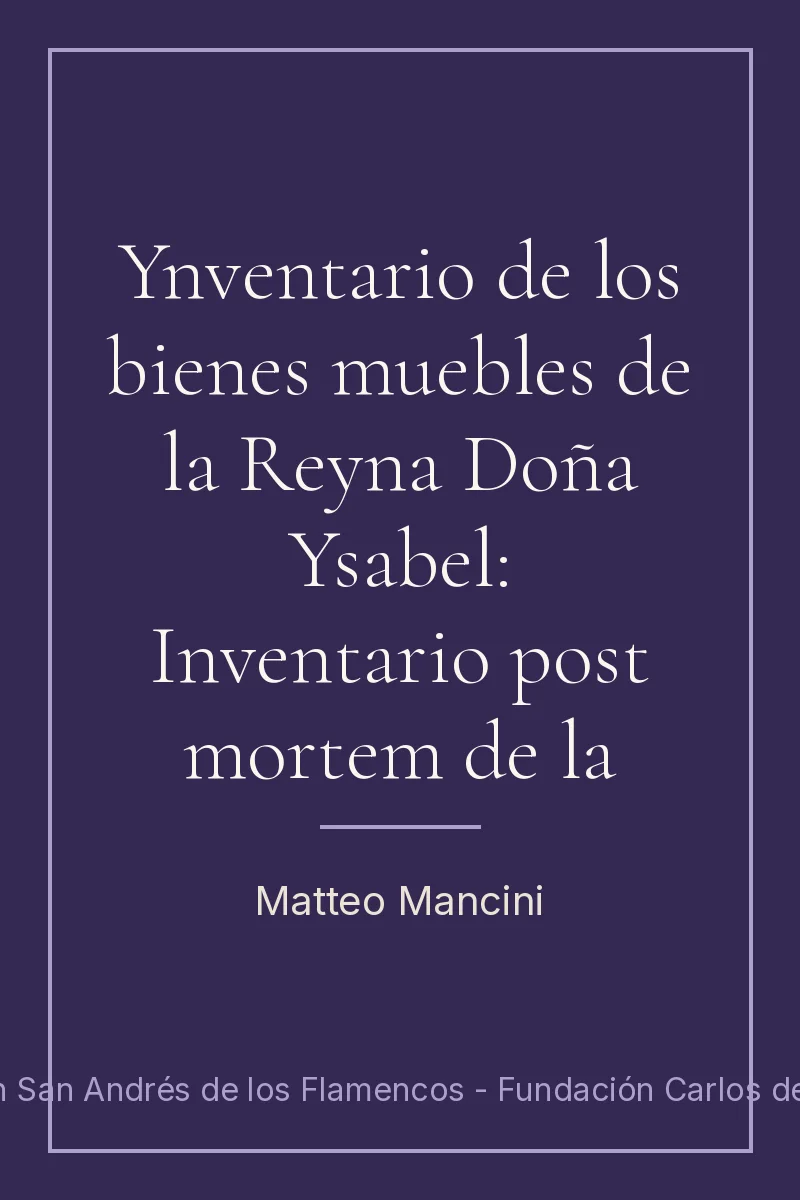 Ynventario de los
bienes muebles de
la Reyna Doña
Ysabel:
Inventario post
mortem de la
Matteo Mancini
San Andrés de los Flamencos - Fundación Carlos de